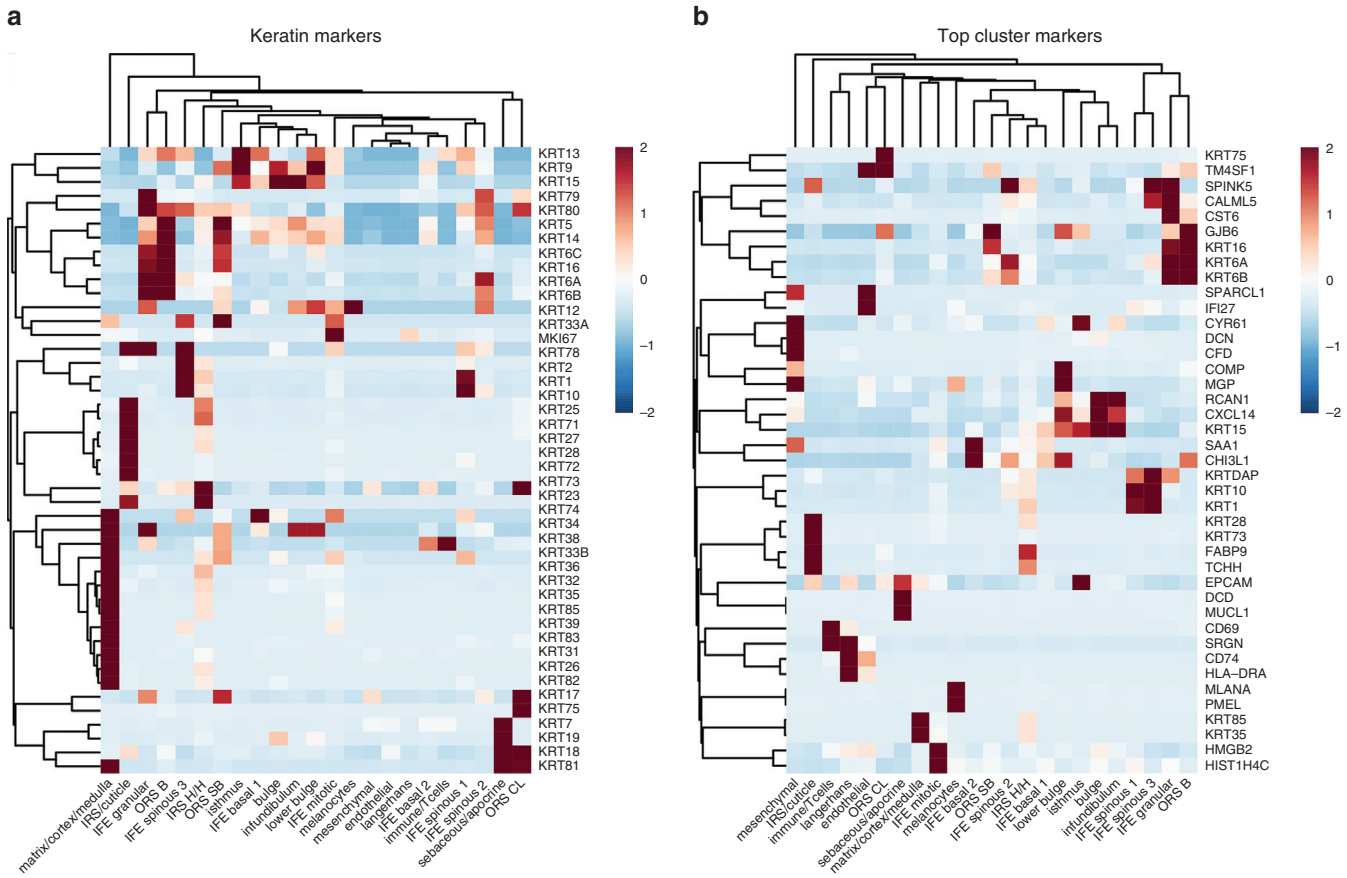 a
Keratin markers
KRT13
KRT9
KRT15
KRT79
KRT80
KRT5
KRT14
KRT6C
KRT16
KRT6A
KRT6B
KRT12
KRT33A
MKI67
KRT78
KRT2
KRT1
KRT10
KRT25
KRT71
KRT27
KRT28
KRT72
KRT73
KRT23
KRT74
KRT34
KRT38
KRT33B
KRT36
KRT32
KRT35
KRT85
KRT39
KRT83
KRT31
KRT26
KRT82
KRT17
KRT75
KRT7
KRT19
KRT18
KRT81
2
1
0
−1
−2
matrix/cortex/medulla
IRS/cuticle
IFE granular
ORS B
IFE spinous 3
IRS H/H
ORS SB
isthmus
IFE basal 1
bulge
infundibulum
lower bulge
IFE mitotic
melanocytes
mesenchymal
endothelial
langerhans
IFE basal 2
immune/Tcells
IFE spinous 1
IFE spinous 2
sebaceous/apocrine
ORS CL
b
Top cluster markers
KRT75
TM4SF1
SPINK5
CALML5
CST6
GJB6
KRT16
KRT6A
KRT6B
SPARCL1
IFI27
CYR61
DCN
CFD
COMP
MGP
RCAN1
CXCL14
KRT15
SAA1
CHI3L1
KRTDAP
KRT10
KRT1
KRT28
KRT73
FABP9
TCHH
EPCAM
DCD
MUCL1
CD69
SRGN
CD74
HLA−DRA
MLANA
PMEL
KRT85
KRT35
HMGB2
HIST1H4C
2
1
0
−1
−2
mesenchymal
IRS/cuticle
immune/Tcells
langerhans
endothelial
ORS CL
sebaceous/apocrine
matrix/cortex/medulla
IFE mitotic
melanocytes
IFE basal 2
ORS SB
IFE spinous 2
IRS H/H
IFE basal 1
lower bulge
isthmus
bulge
infundibulum
IFE spinous 1
IFE spinous 3
IFE granular
ORS B